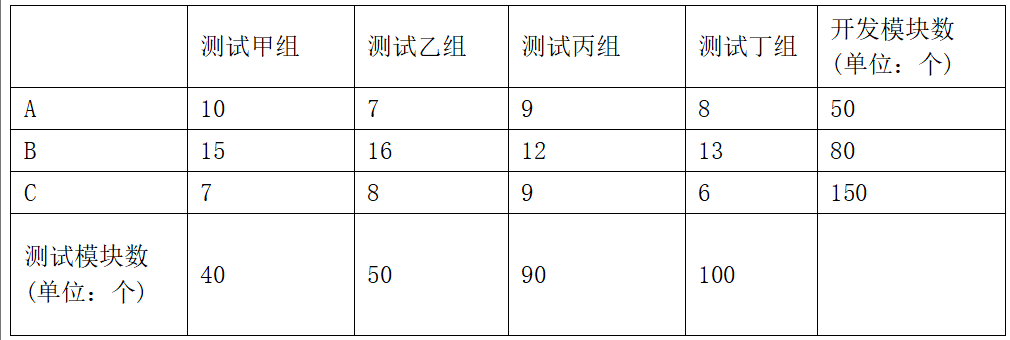 测试甲组 测试乙组 测试丙组 测试丁组 开发模块数
(单位：个)
A 10 7 9 8 50
B 15 16 12 13 80
C 7 8 9 6 150
测试模块数
(单位：个) 40 50 90 100